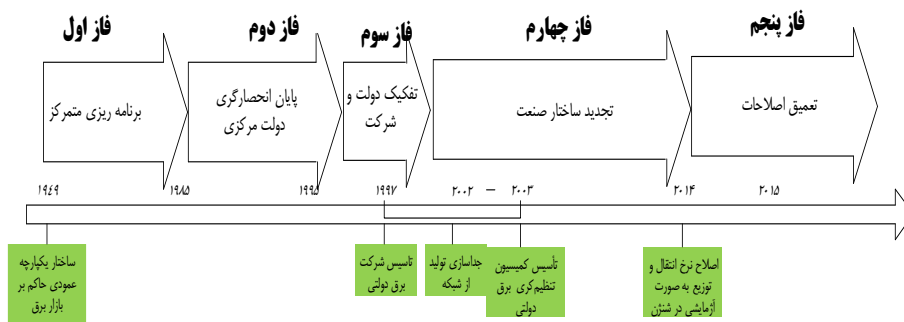 فاز اول
فاز دوم
فاز سوم
فاز چهارم
فاز پنجم
برنامه ریزی متمرکز
پایان انحصارگری
دولت مرکزی
تفکیک دولت و
شرکت
تجدید ساختار صنعت
تعمیق اصلاحات
۱۹۴۹
۱۹۸۵
۱۹۹۵
۱۹۹۷
۲۰۰۲ – ۲۰۰۳
۲۰۱۴
۲۰۱۵
ساختار یکپارچه
عمودی حاکم بر
بازار برق
تاسیس شرکت
برق دولتی
جداسازی تولید
از شبکه
تأسیس کمیسیون
تنظیم‌کری برق
دولتی
اصلاح نرخ انتقال و
توزیع به صورت
آزمایشی در شنژن